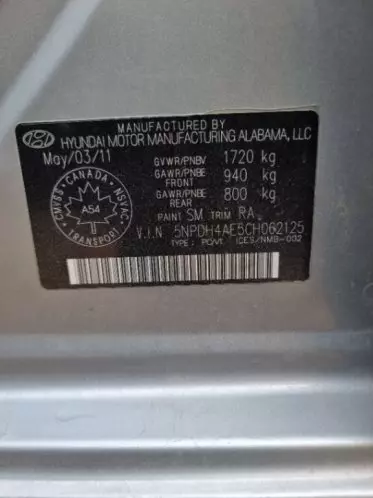 MANUFACTURED BY
HYUNDAI MOTOR MANUFACTURING ALABAMA, LLC
May/03/11
GVWR/PNBV 1720 kg
GAWR/PNBE FRONT 940 kg
GAWR/PNBE REAR 800 kg
PAINT SM TRIM RA
CANADA
CMVSS NSVAC
A54
TRANSPORT
V.I.N 5NPDH4AE5CH062125
TYPE: PC/VT ICES/NMB-002